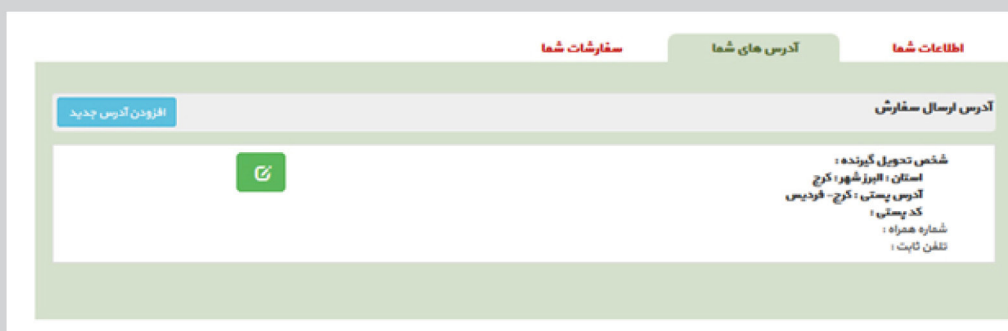 اطلاعات شما
آدرس های شما
سفارشات شما
آدرس ارسال سفارش
افزودن آدرس جدید
شخص تحویل گیرنده :
استان : البرز شهر : کرج
آدرس پستی : کرج- فردیس
کد پستی :
شماره همراه :
تلفن ثابت :